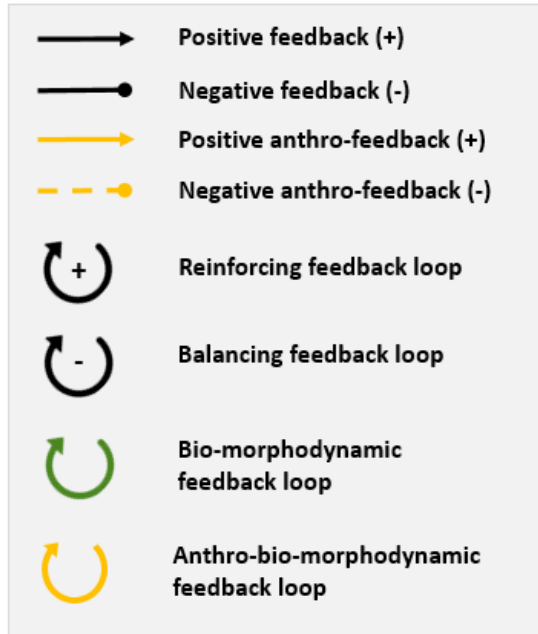 Positive feedback (+)
Negative feedback (-)
Positive anthro-feedback (+)
Negative anthro-feedback (-)
+
Reinforcing feedback loop
-
Balancing feedback loop
Bio-morphodynamic
feedback loop
Anthro-bio-morphodynamic
feedback loop